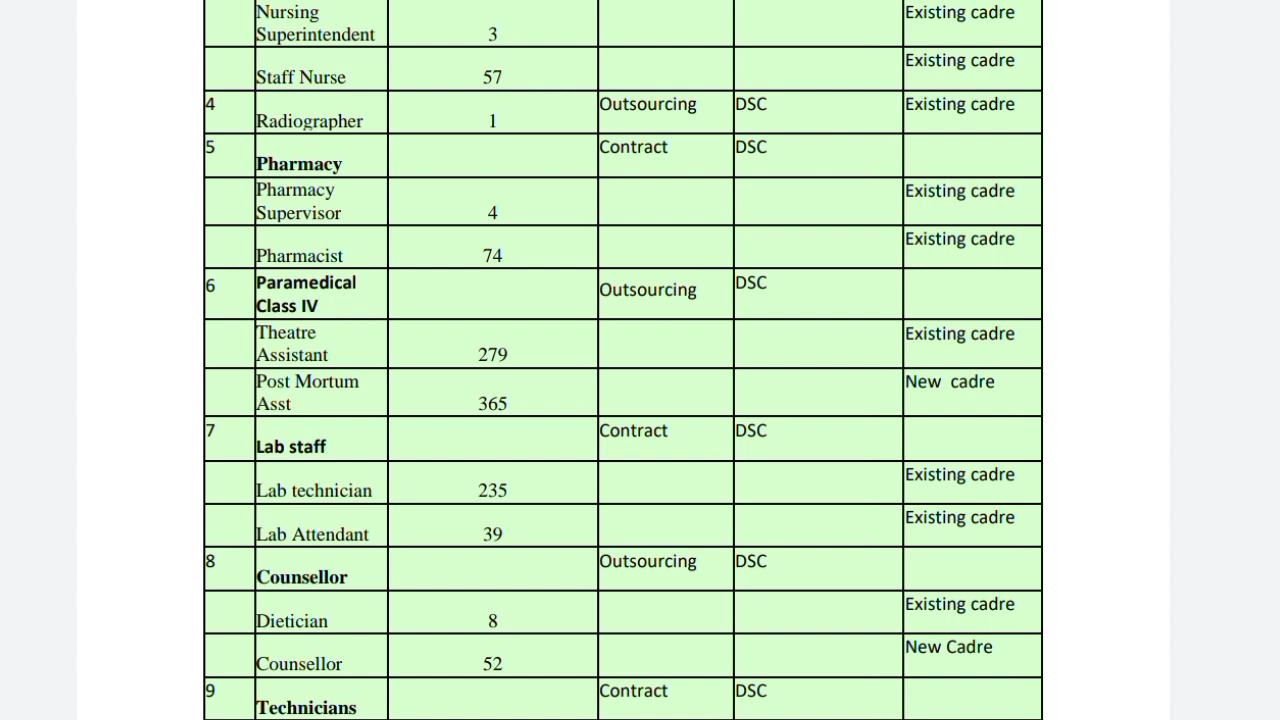 Nursing Existing cadre
Superintendent 3
Existing cadre
Staff Nurse 57
4 Outsourcing DSC Existing cadre
Radiographer 1
5 Contract DSC
Pharmacy
Pharmacy Existing cadre
Supervisor 4
Existing cadre
Pharmacist 74
6 Paramedical Outsourcing DSC
Class IV
Theatre Existing cadre
Assistant 279
Post Mortum New cadre
Asst 365
7 Contract DSC
Lab staff
Existing cadre
Lab technician 235
Existing cadre
Lab Attendant 39
8 Outsourcing DSC
Counsellor
Existing cadre
Dietician 8
New Cadre
Counsellor 52
9 Contract DSC
Technicians